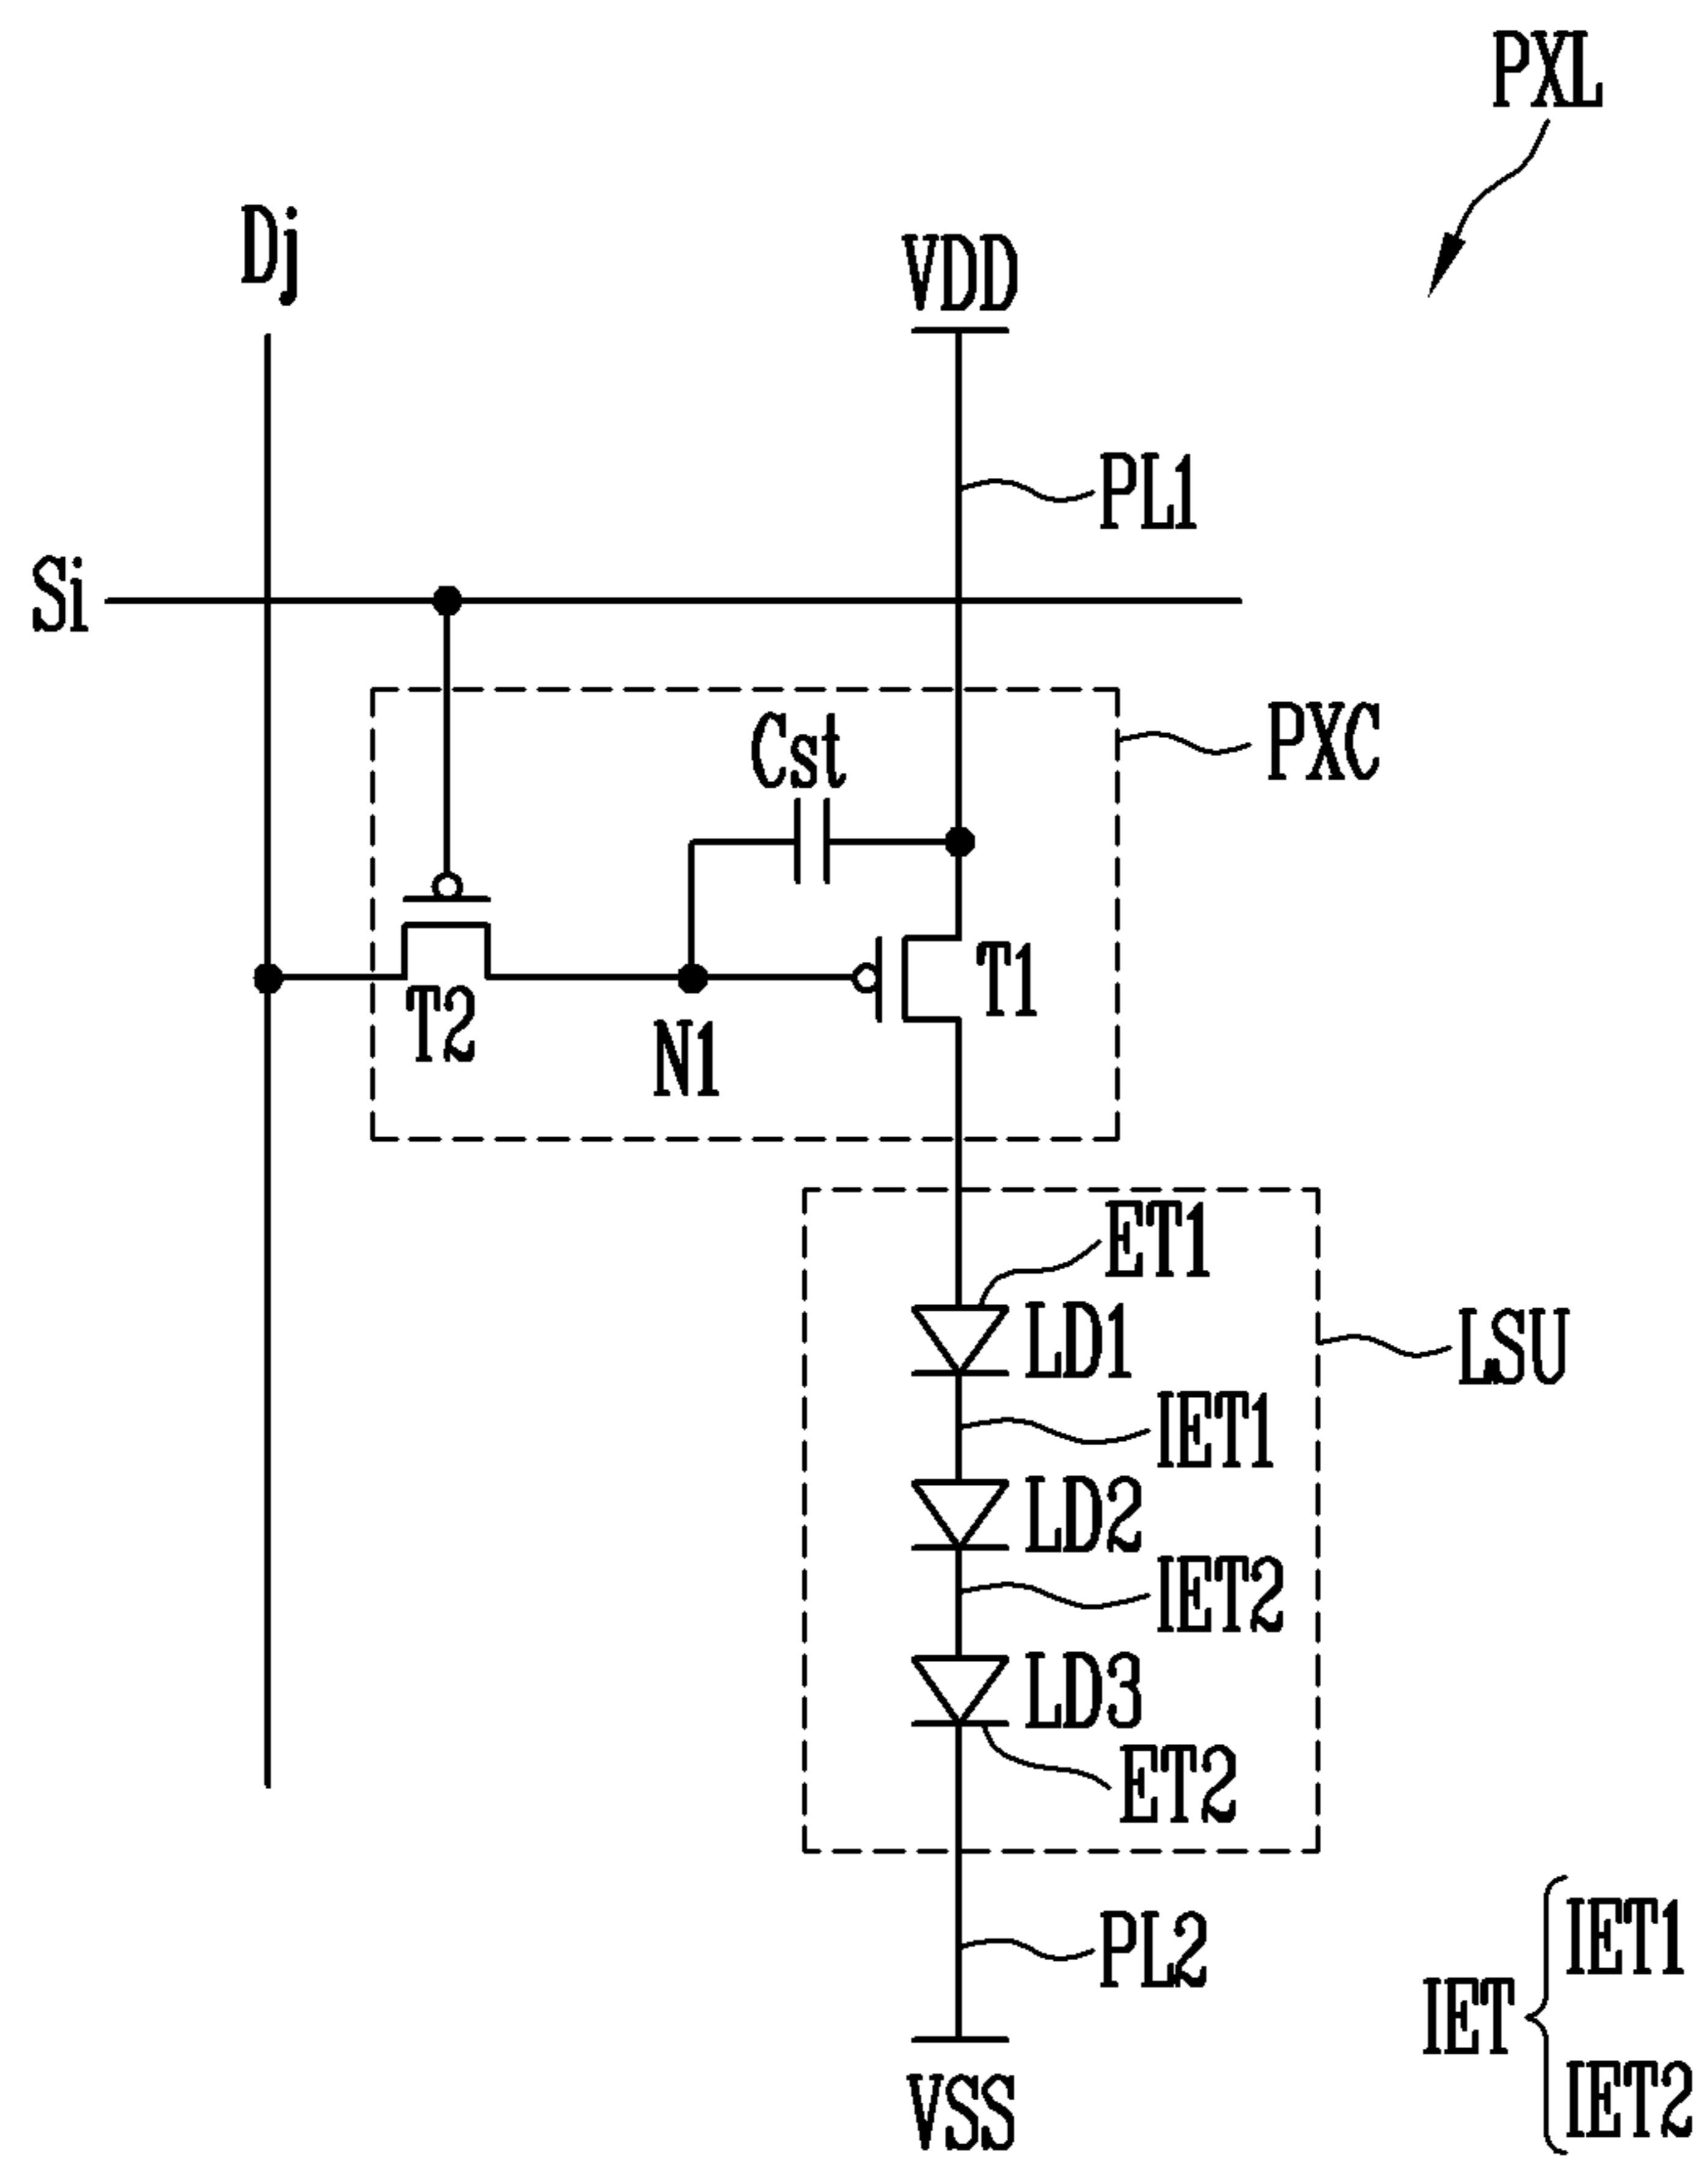 PXL
Dj
VDD
PL1
Si
PXC
Cst
T1
T2
N1
ET1
LD1
LSU
IET1
LD2
IET2
LD3
ET2
PL2
IET
IET1
IET2
VSS